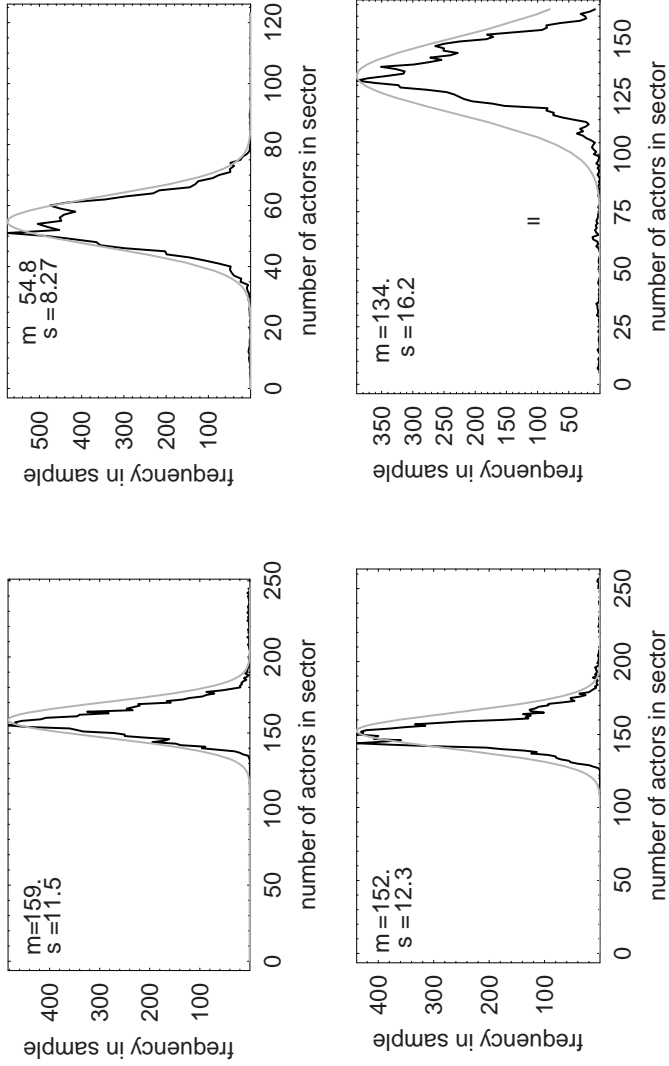 frequency in sample
400
300
200
100
m=159.
s = 11.5
0 50 100 150 200 250
number of actors in sector
frequency in sample
500
400
300
200
100
m 54.8
s = 8.27
0 20 40 60 80 100 120
number of actors in sector
frequency in sample
400
300
200
100
m = 152.
s = 12.3
0 50 100 150 200 250
number of actors in sector
frequency in sample
350
300
250
200
150
100
50
m = 134.
s = 16.2
=
0 25 50 75 100 125 150
number of actors in sector